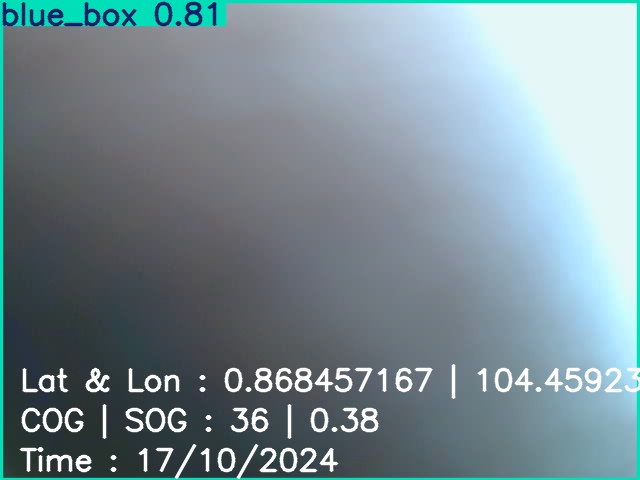 blue_box 0.81
Lat & Lon : 0.868457167 | 104.45923
COG | SOG : 36 | 0.38
Time : 17/10/2024